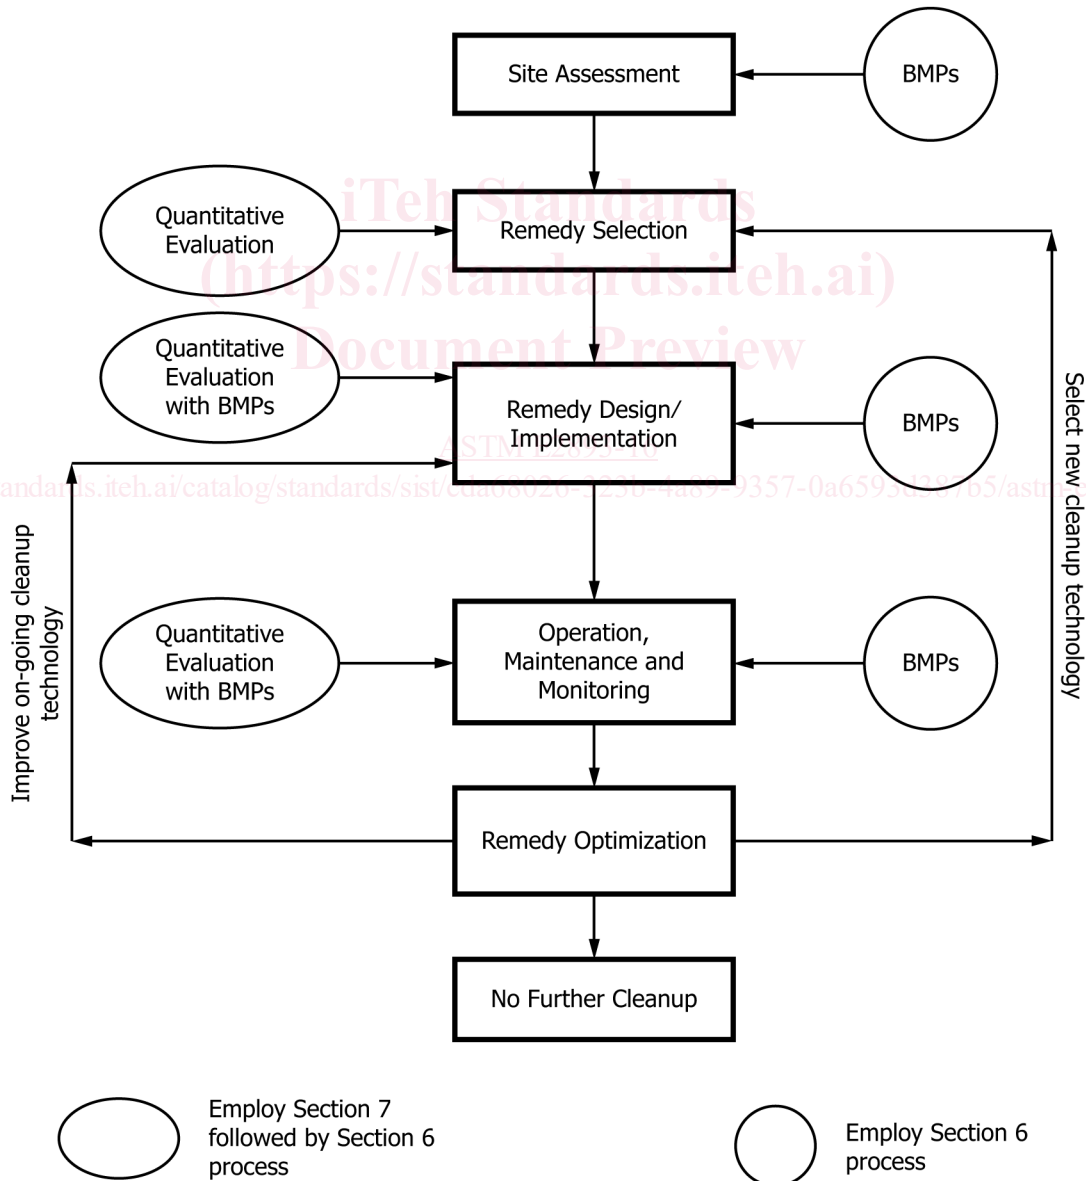 Site Assessment
BMPs
iTeh Standards
Quantitative
Evaluation
Remedy Selection
(https://standards.iteh.ai)
Document Preview
Quantitative
Evaluation
with BMPs
Remedy Design/
Implementation
BMPs
ASTM E2893-16
Select new cleanup technology
Improve on-going cleanup
technology
Quantitative
Evaluation
with BMPs
Operation,
Maintenance and
Monitoring
BMPs
Remedy Optimization
No Further Cleanup
Employ Section 7
followed by Section 6
process
Employ Section 6
process